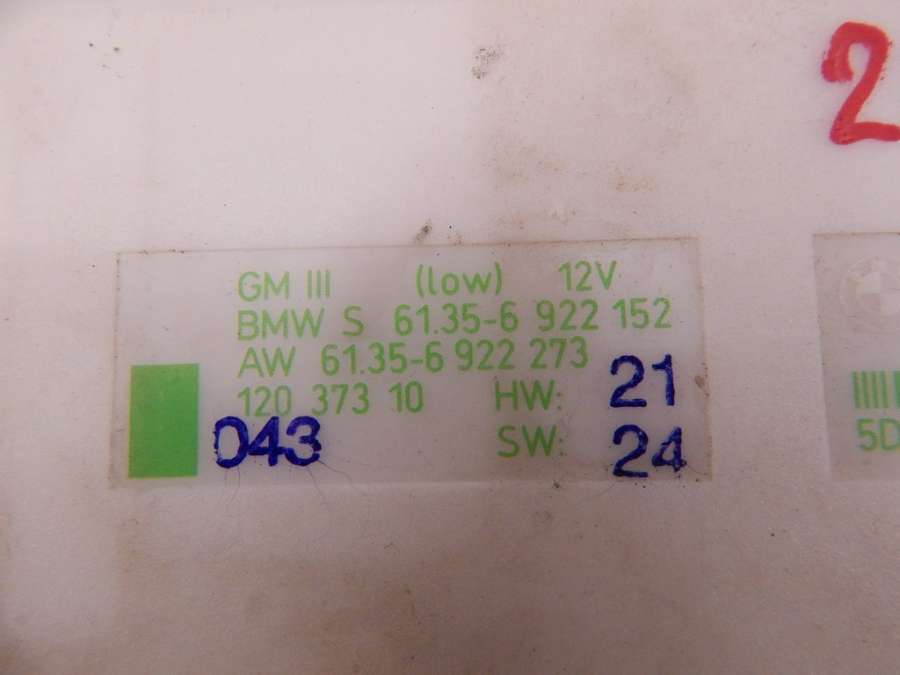 2
GM III (low) 12V
BMW S 61.35-6 922 152
AW 61.35-6 922 273
120 373 10 HW: 21
043 SW: 24
5D